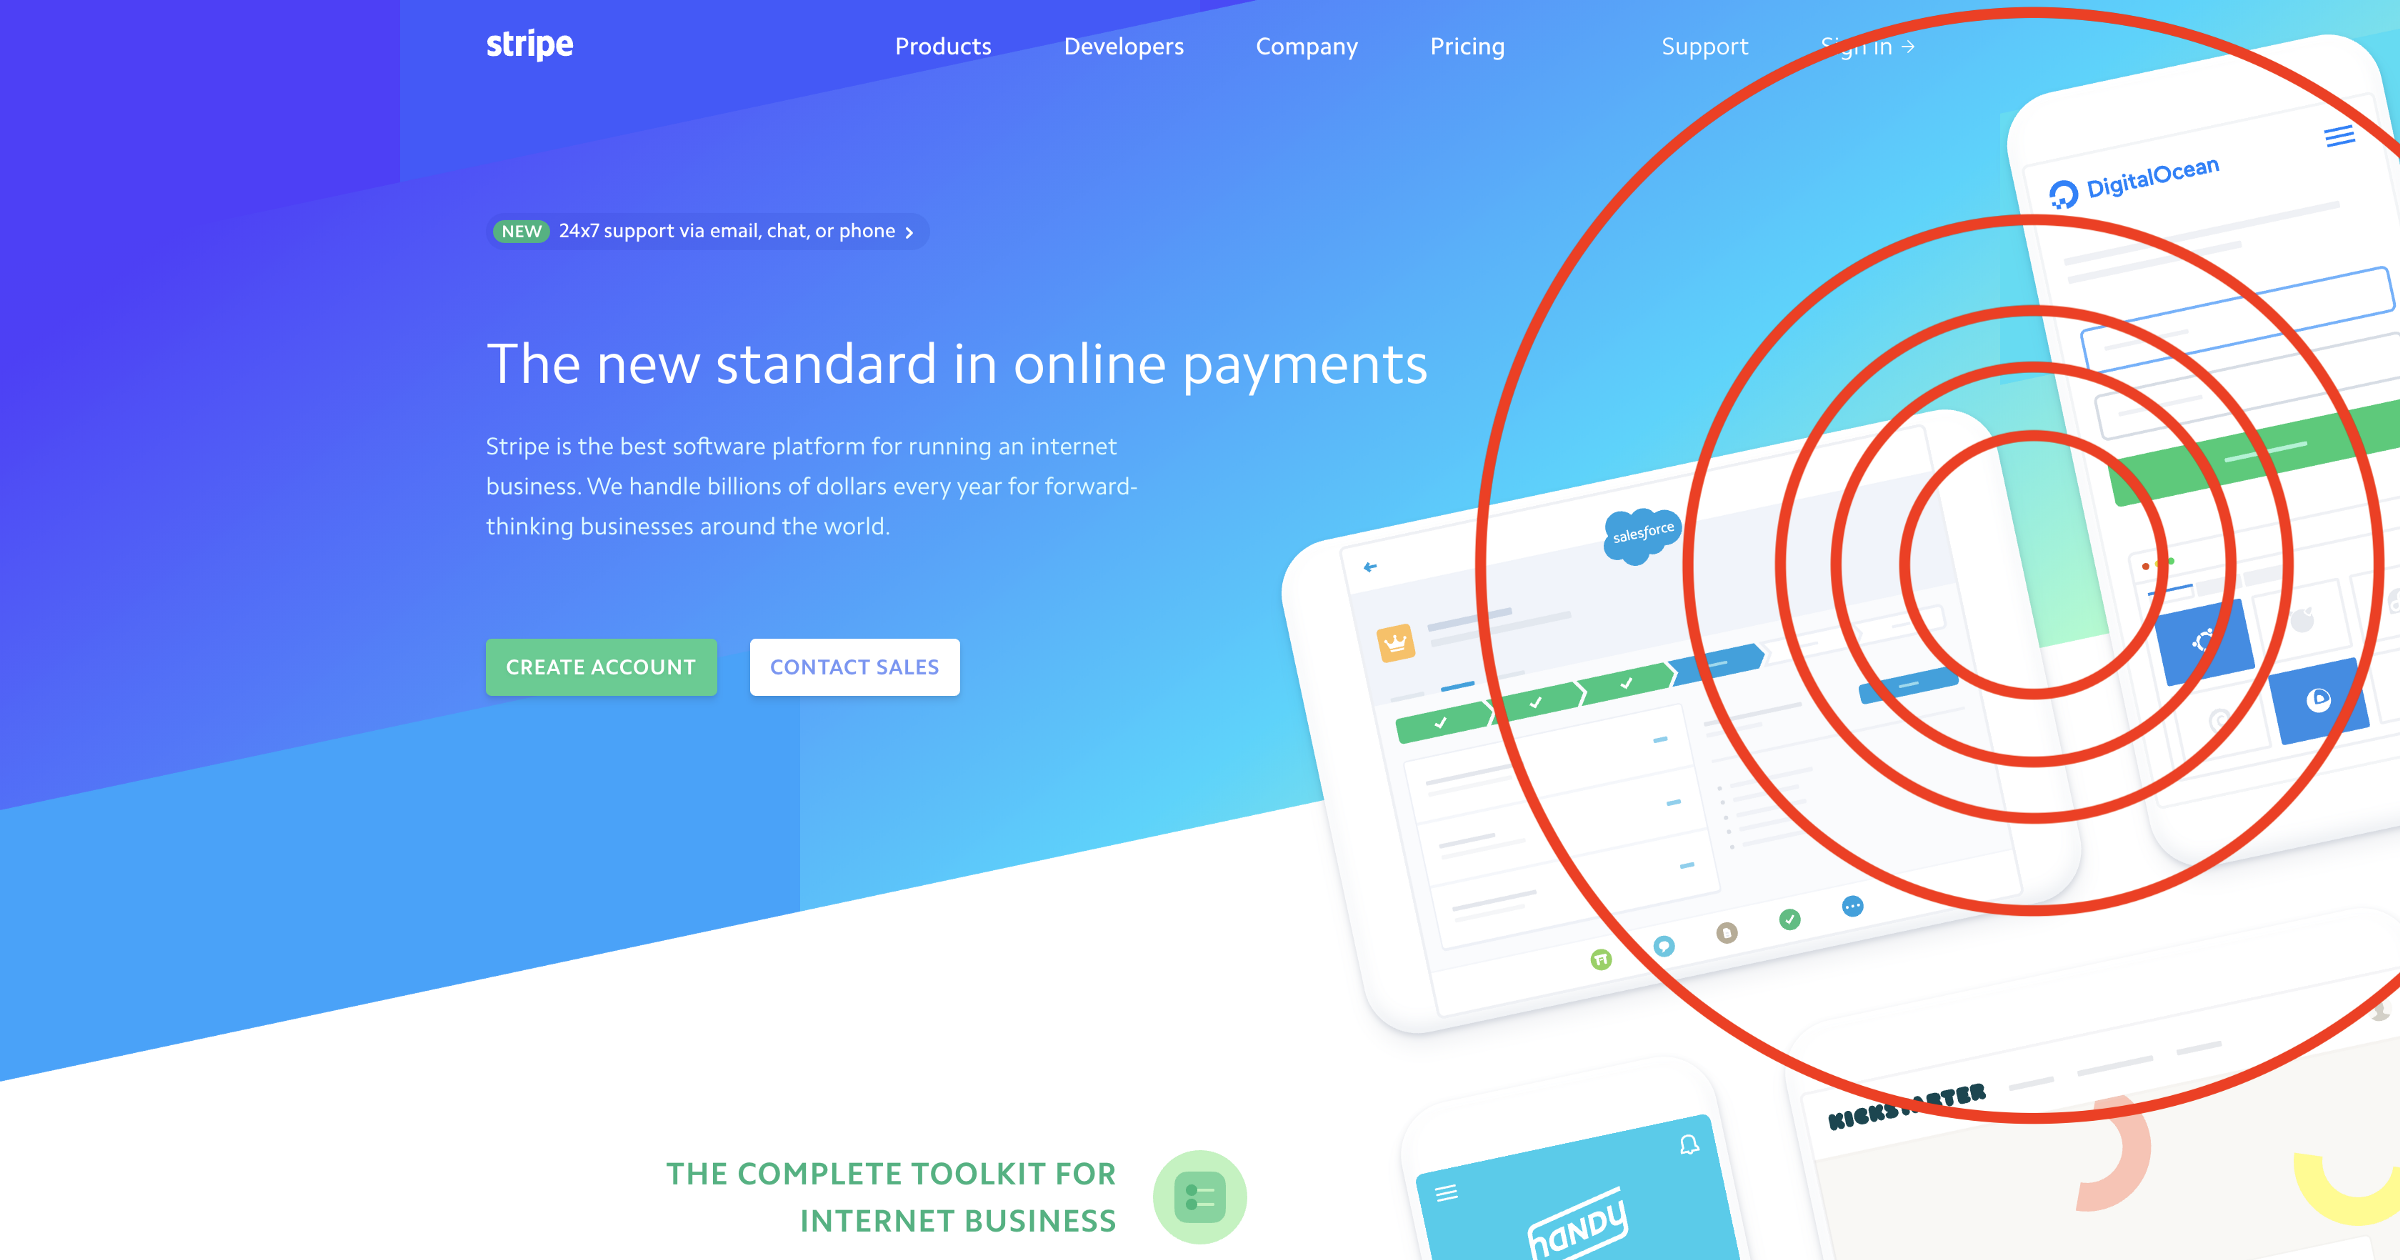 stripe
Products
Developers
Company
Pricing
Support
Sign in →
NEW 24x7 support via email, chat, or phone
The new standard in online payments
Stripe is the best software platform for running an internet
business. We handle billions of dollars every year for forward-
thinking businesses around the world.
CREATE ACCOUNT
CONTACT SALES
DigitalOcean
salesforce
KICKSTARTER
HANDY
THE COMPLETE TOOLKIT FOR
INTERNET BUSINESS